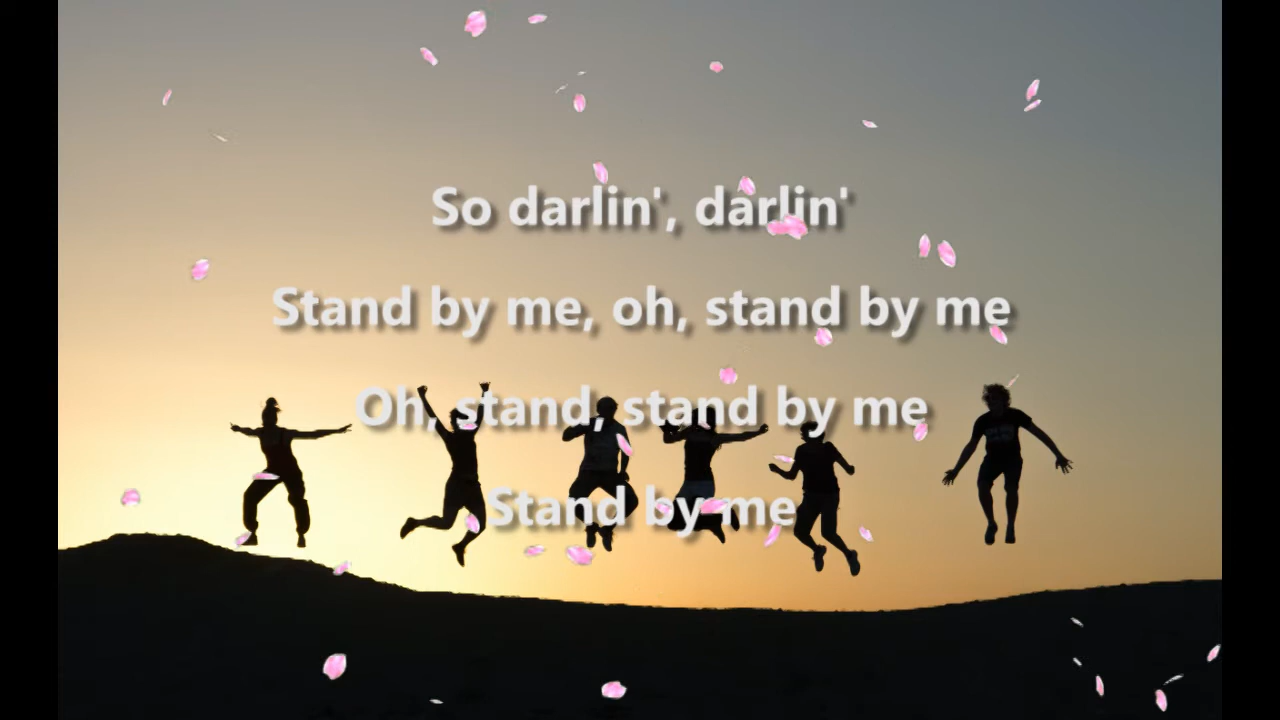 So darlin', darlin'
Stand by me, oh, stand by me
Oh, stand, stand by me
Stand by me